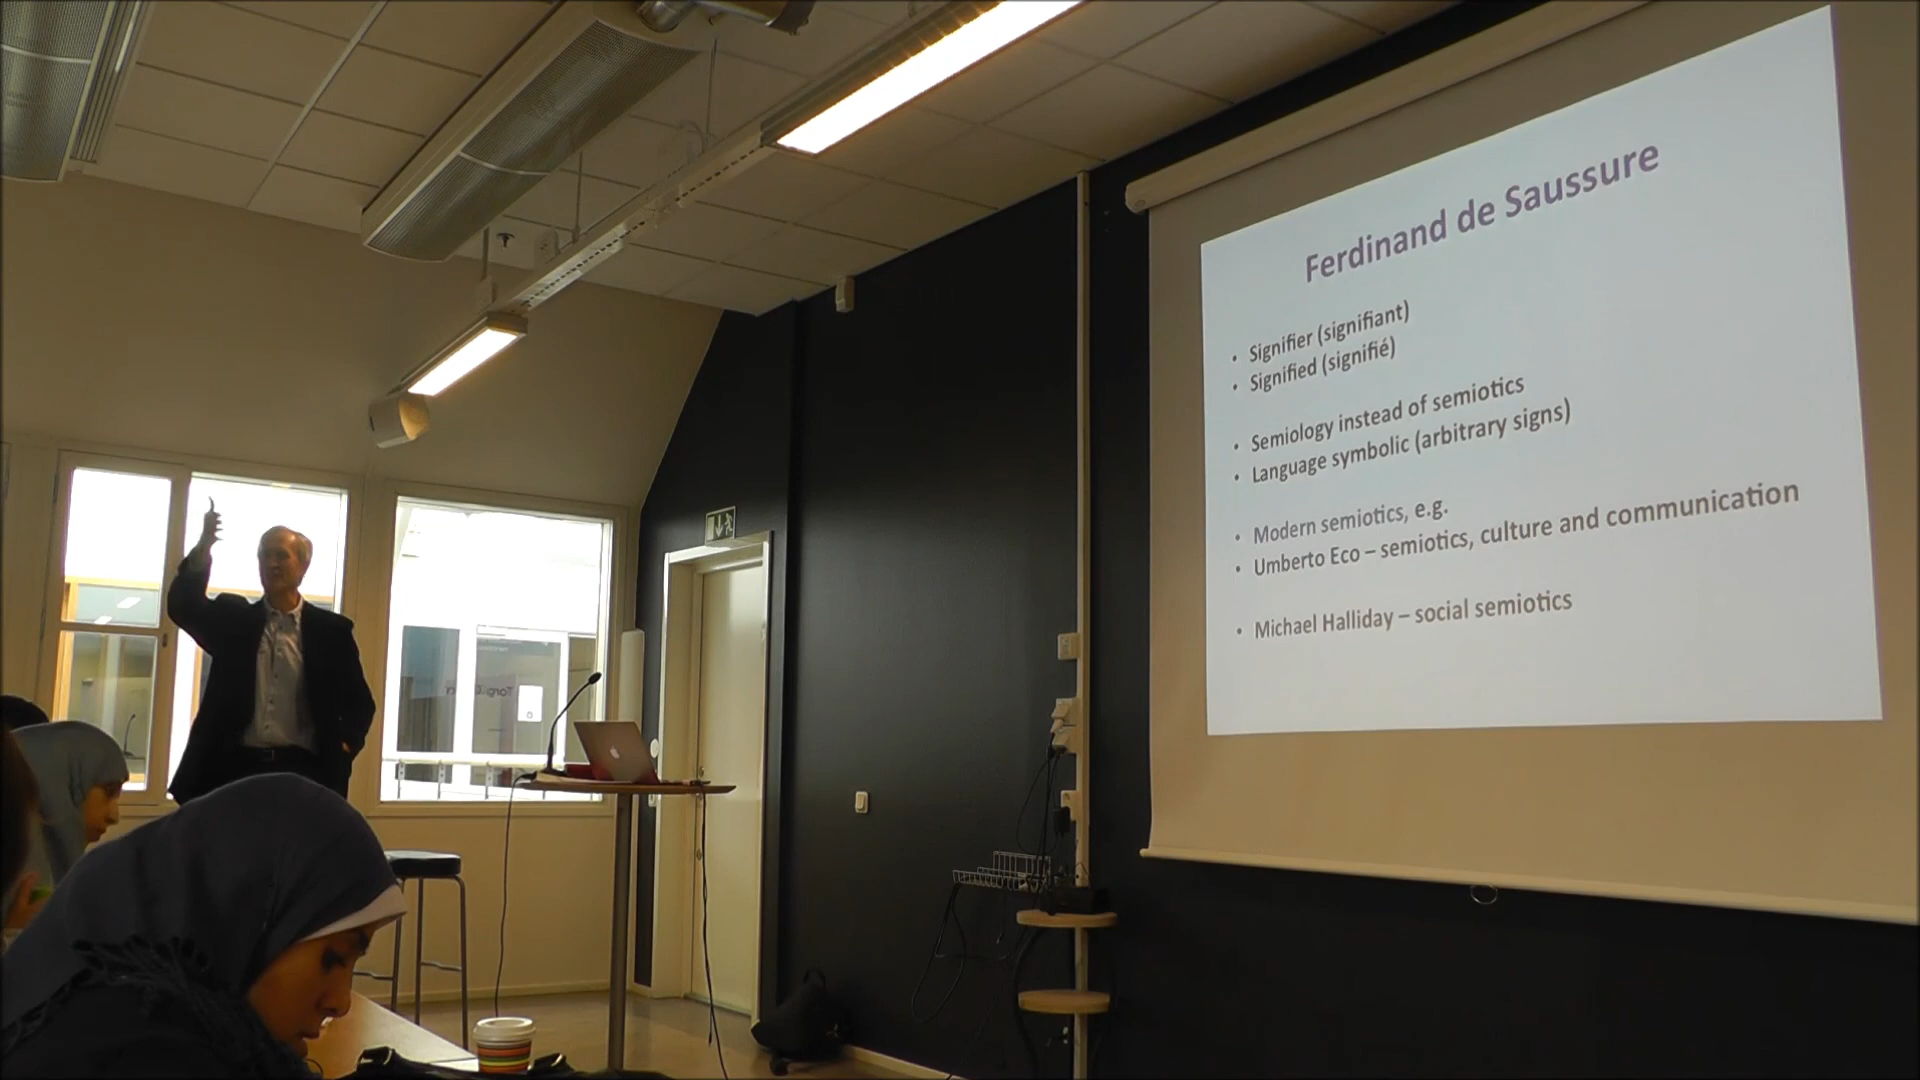 Ferdinand de Saussure
• Signifier (signifiant)
• Signified (signifié)
• Semiology instead of semiotics
• Language symbolic (arbitrary signs)
• Modern semiotics, e.g.
• Umberto Eco – semiotics, culture and communication
• Michael Halliday – social semiotics